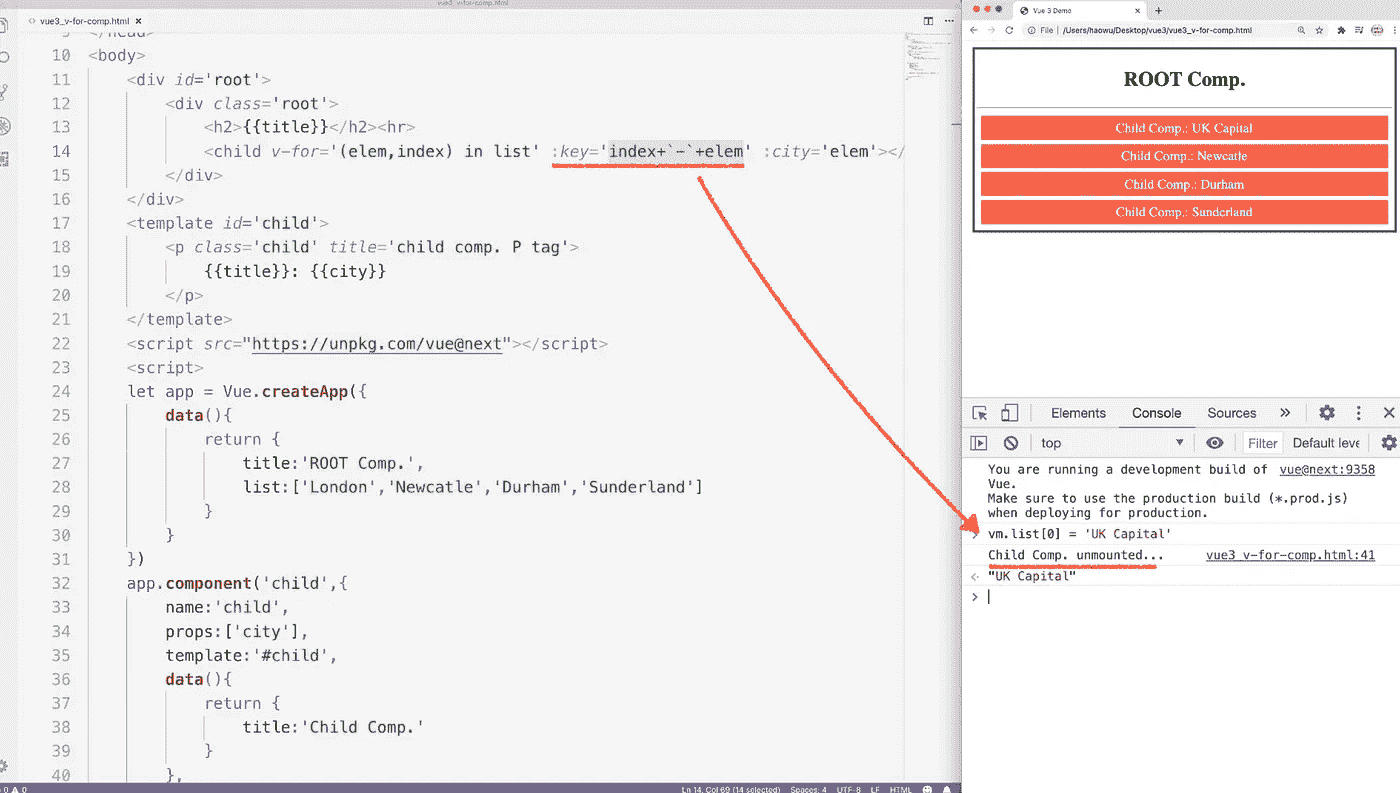 vue3_v-for-comp.html
vue3_v-for-comp.html
9 </head>
10 <body>
11 <div id='root'>
12 <div class='root'>
13 <h2>{{title}}</h2><hr>
14 <child v-for='(elem,index) in list' :key='index+`-`+elem' :city='elem'></
15 </div>
16 </div>
17 <template id='child'>
18 <p class='child' title='child comp. P tag'>
19 {{title}}: {{city}}
20 </p>
21 </template>
22 <script src="https://unpkg.com/vue@next"></script>
23 <script>
24 let app = Vue.createApp({
25 data(){
26 return {
27 title:'ROOT Comp.',
28 list:['London','Newcatle','Durham','Sunderland']
29 }
30 }
31 })
32 app.component('child',{
33 name:'child',
34 props:['city'],
35 template:'#child',
36 data(){
37 return {
38 title:'Child Comp.'
39 }
40 },
0 0
Ln 14, Col 69 (14 selected) Spaces: 4 UTF-8 LF HTML
Vue 3 Demo
File /Users/haowu/Desktop/vue3/vue3_v-for-comp.html
ROOT Comp.
Child Comp.: UK Capital
Child Comp.: Newcatle
Child Comp.: Durham
Child Comp.: Sunderland
Elements Console Sources »
top Filter Default leve
You are running a development build of vue@next:9358
Vue.
Make sure to use the production build (*.prod.js)
when deploying for production.
> vm.list[0] = 'UK Capital'
Child Comp. unmounted... vue3_v-for-comp.html:41
"UK Capital"
>